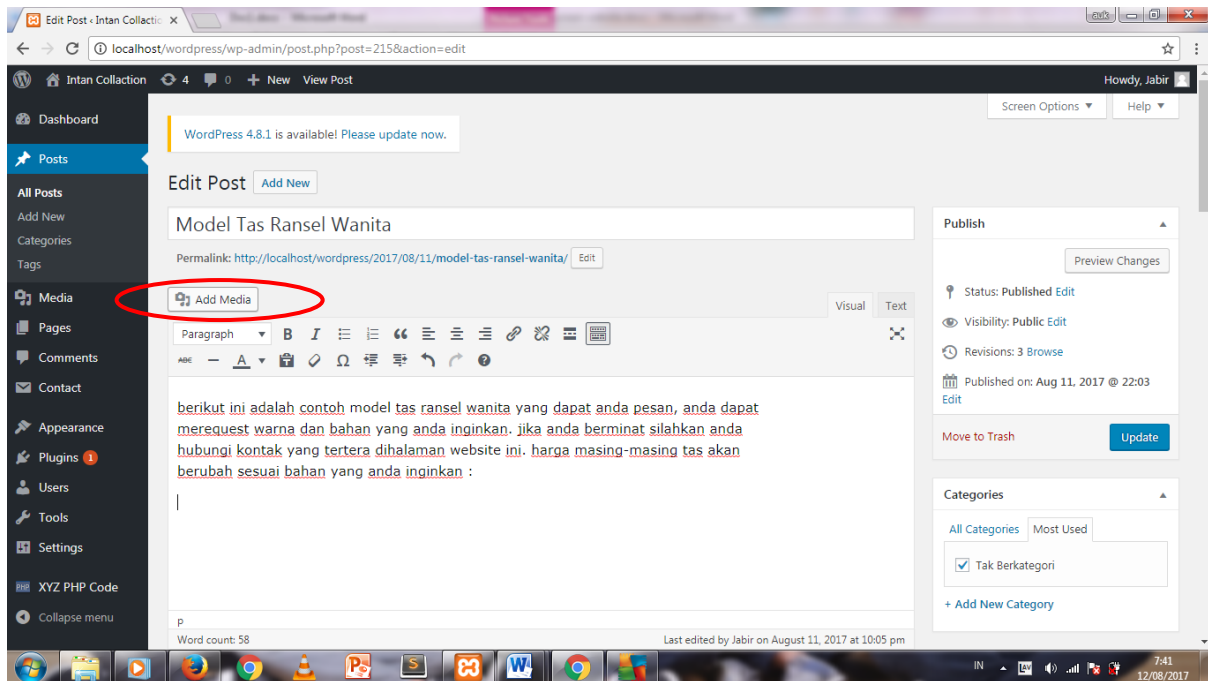 Edit Post ‹ Intan Collactic
avik
localhost/wordpress/wp-admin/post.php?post=215&action=edit
Intan Collaction 4 0 New View Post Howdy, Jabir
Screen Options Help
Dashboard
WordPress 4.8.1 is available! Please update now.
Posts
Edit Post Add New
All Posts
Add New
Categories
Tags
Model Tas Ransel Wanita
Permalink: http://localhost/wordpress/2017/08/11/model-tas-ransel-wanita/ Edit
Media
Pages
Comments
Contact
Appearance
Plugins 1
Users
Tools
Settings
PHP XYZ PHP Code
Collapse menu
Add Media
Visual Text
Paragraph B I
ABC A Ω
berikut ini adalah contoh model tas ransel wanita yang dapat anda pesan, anda dapat
merequest warna dan bahan yang anda inginkan. jika anda berminat silahkan anda
hubungi kontak yang tertera dihalaman website ini. harga masing-masing tas akan
berubah sesuai bahan yang anda inginkan :
p
Word count: 58 Last edited by Jabir on August 11, 2017 at 10:05 pm
Publish
Preview Changes
Status: Published Edit
Visibility: Public Edit
Revisions: 3 Browse
Published on: Aug 11, 2017 @ 22:03
Edit
Move to Trash Update
Categories
All Categories Most Used
Tak Berkategori
+ Add New Category
IN
7:41
12/08/2017